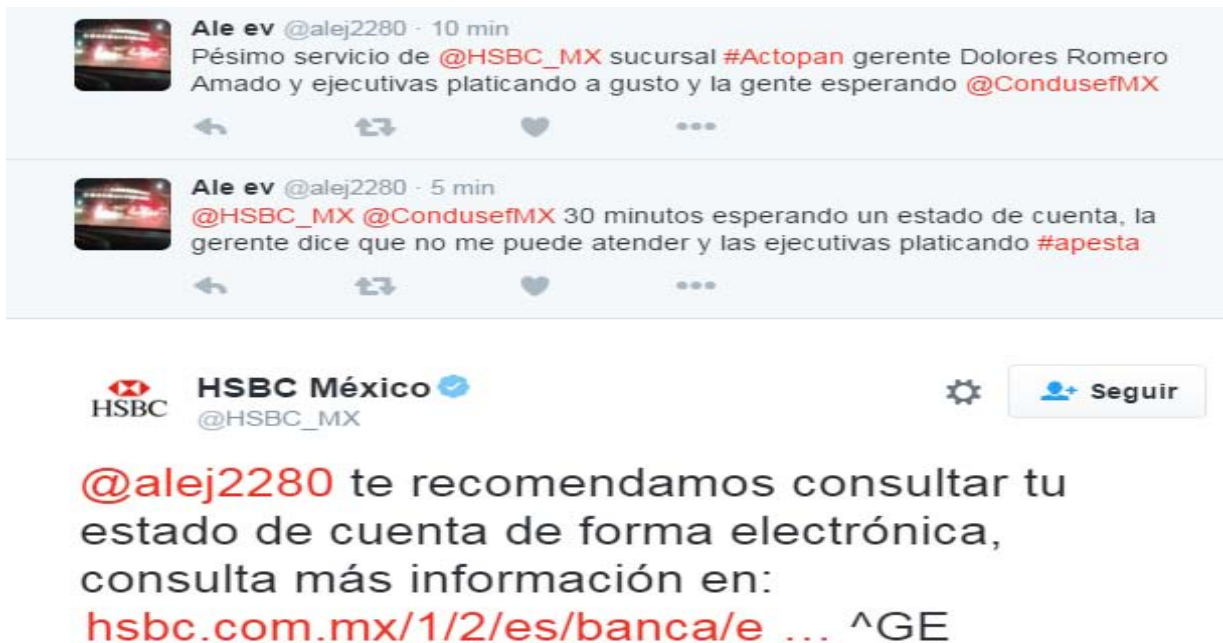 Ale ev @alej2280 · 10 min
Pésimo servicio de @HSBC_MX sucursal #Actopan gerente Dolores Romero
Amado y ejecutivas platicando a gusto y la gente esperando @CondusefMX
Ale ev @alej2280 · 5 min
@HSBC_MX @CondusefMX 30 minutos esperando un estado de cuenta, la
gerente dice que no me puede atender y las ejecutivas platicando #apesta
HSBC
HSBC México
@HSBC_MX
Seguir
@alej2280 te recomendamos consultar tu
estado de cuenta de forma electrónica,
consulta más información en:
hsbc.com.mx/1/2/es/banca/e ... ^GE